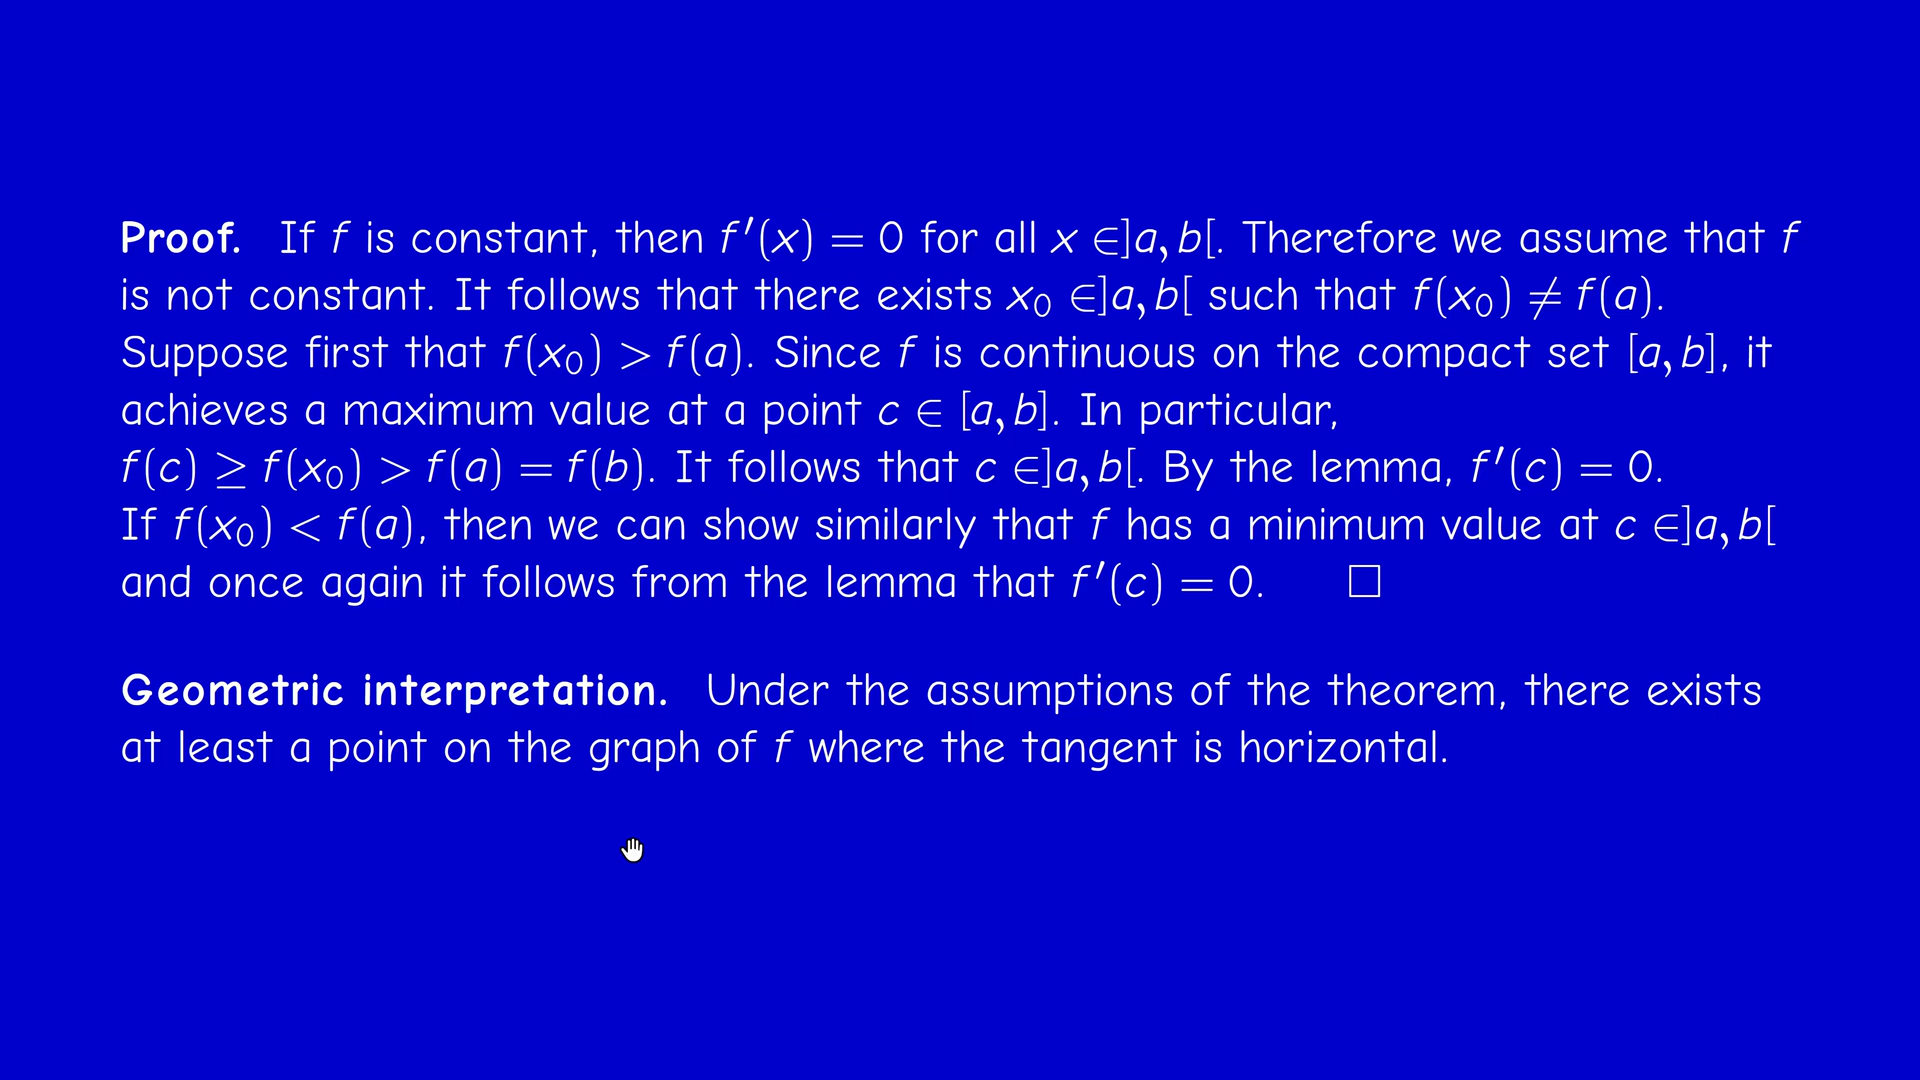 Proof. If f is constant, then f′(x) = 0 for all x ∈]a, b[. Therefore we assume that f
is not constant. It follows that there exists x₀ ∈]a, b[ such that f(x₀) ≠ f(a).
Suppose first that f(x₀) > f(a). Since f is continuous on the compact set [a, b], it
achieves a maximum value at a point c ∈ [a, b]. In particular,
f(c) ≥ f(x₀) > f(a) = f(b). It follows that c ∈]a, b[. By the lemma, f′(c) = 0.
If f(x₀) < f(a), then we can show similarly that f has a minimum value at c ∈]a, b[
and once again it follows from the lemma that f′(c) = 0. □
Geometric interpretation. Under the assumptions of the theorem, there exists
at least a point on the graph of f where the tangent is horizontal.